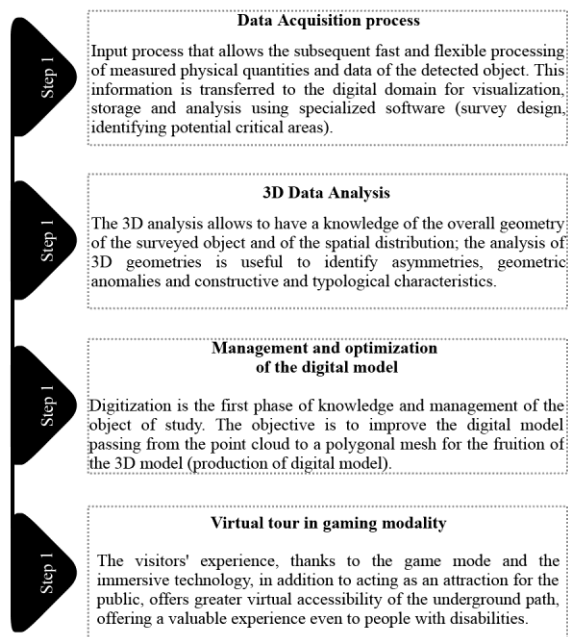 Step 1
Data Acquisition process
Input process that allows the subsequent fast and flexible processing
of measured physical quantities and data of the detected object. This
information is transferred to the digital domain for visualization,
storage and analysis using specialized software (survey design,
identifying potential critical areas).
Step 1
3D Data Analysis
The 3D analysis allows to have a knowledge of the overall geometry
of the surveyed object and of the spatial distribution; the analysis of
3D geometries is useful to identify asymmetries, geometric
anomalies and constructive and typological characteristics.
Step 1
Management and optimization
of the digital model
Digitization is the first phase of knowledge and management of the
object of study. The objective is to improve the digital model
passing from the point cloud to a polygonal mesh for the fruition
of the 3D model (production of digital model).
Step 1
Virtual tour in gaming modality
The visitors' experience, thanks to the game mode and the
immersive technology, in addition to acting as an attraction for the
public, offers greater virtual accessibility of the underground path,
offering a valuable experience even to people with disabilities.